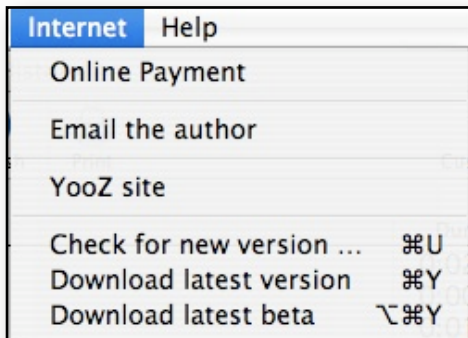 Internet Help
Online Payment
Email the author
YooZ site
Check for new version ... ⌘U
Download latest version ⌘Y
Download latest beta ⌥⌘Y